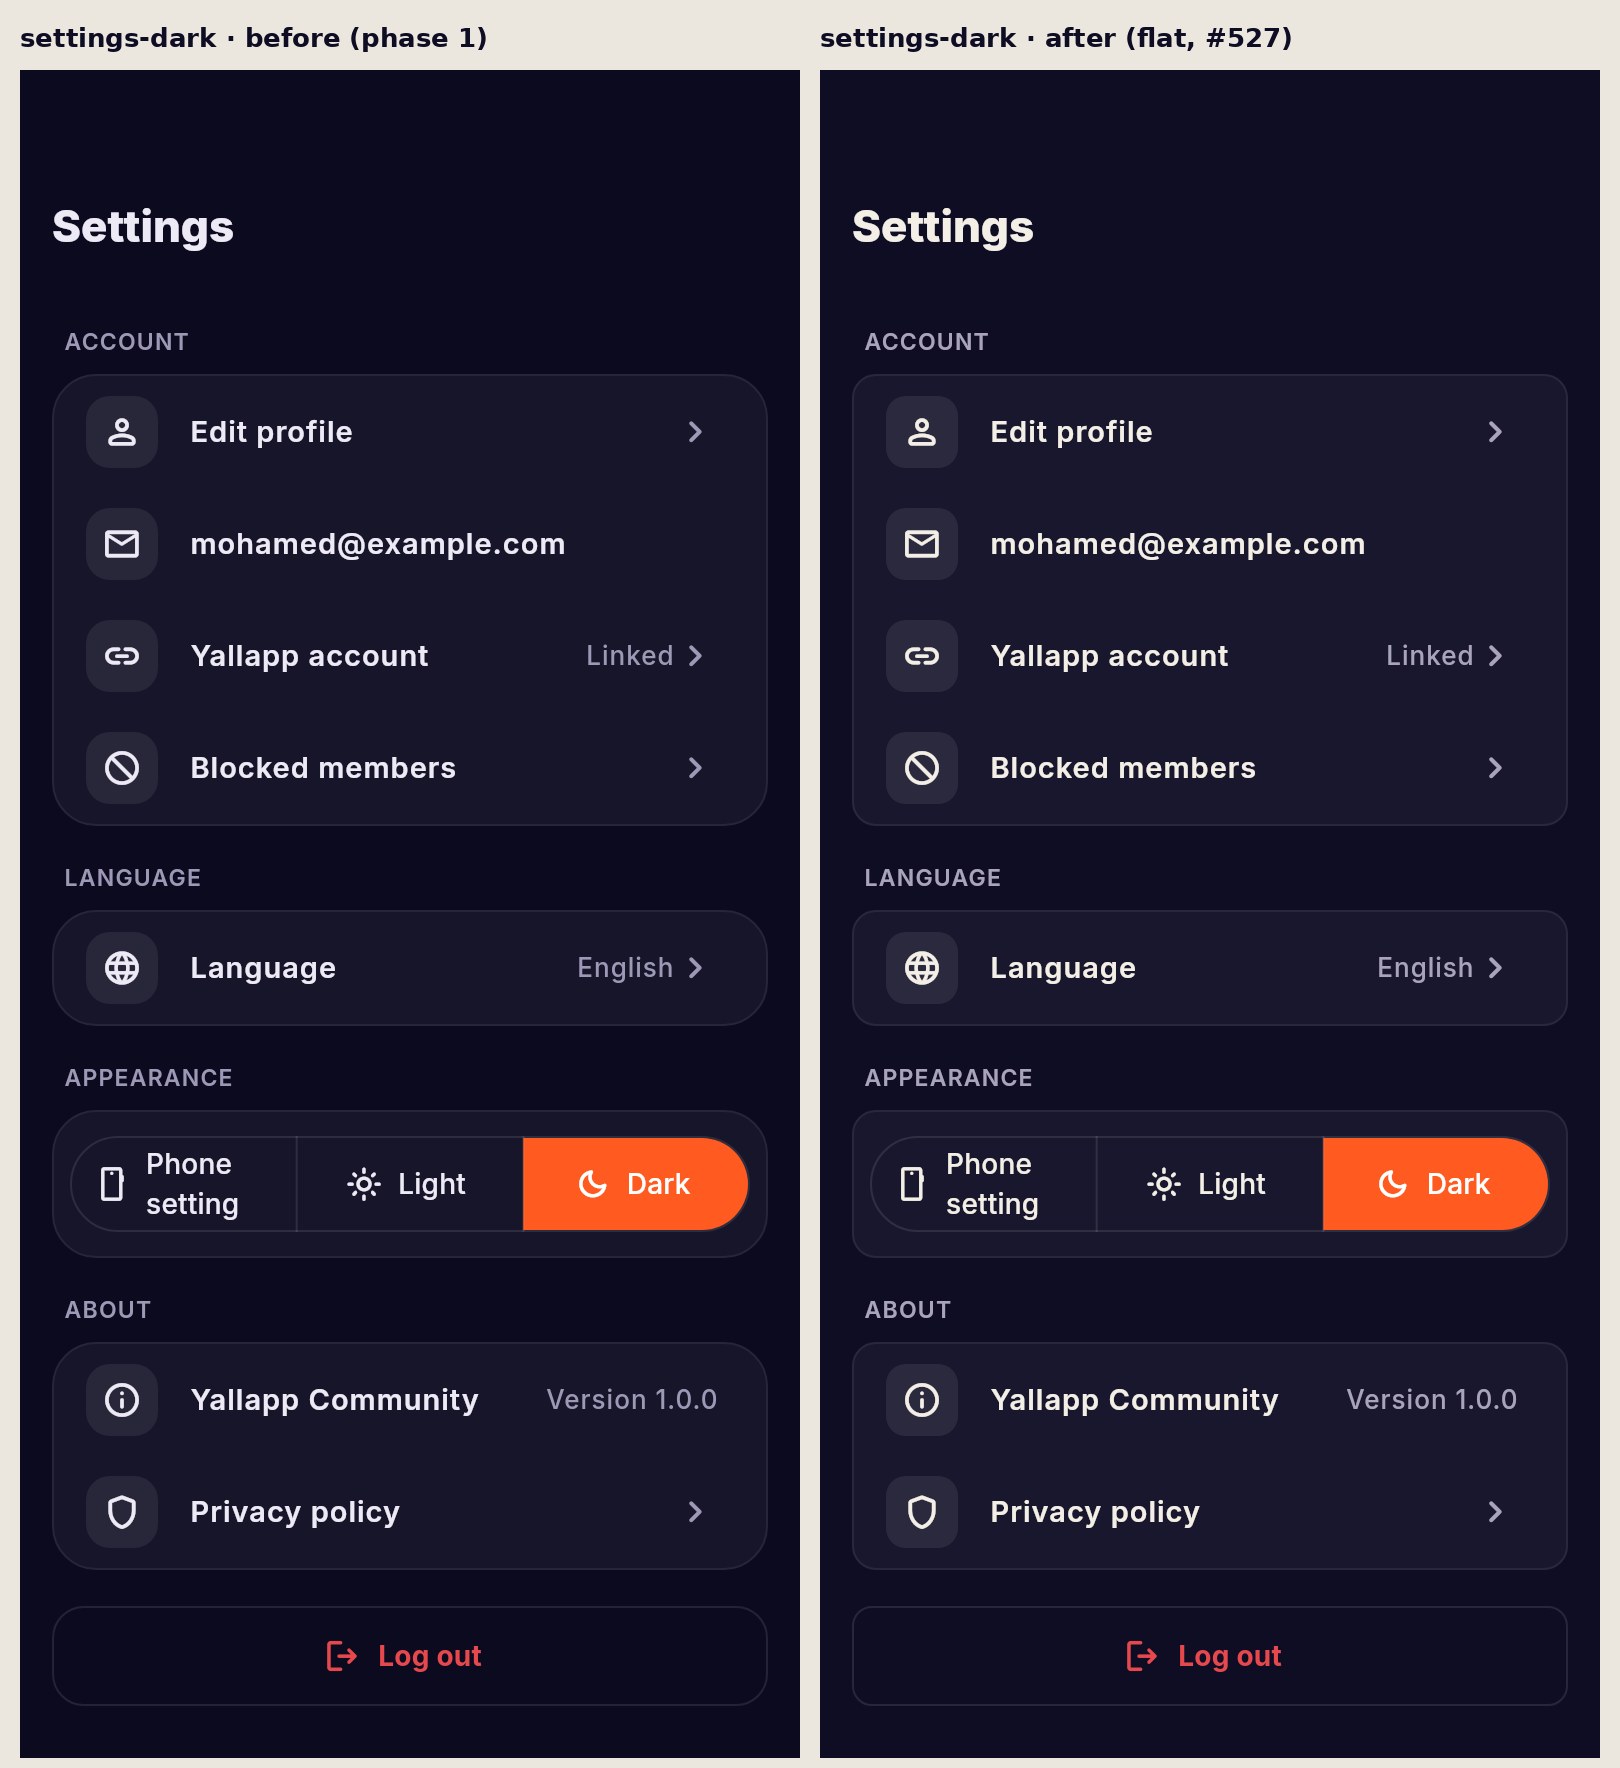 settings-dark · before (phase 1)
Settings
ACCOUNT
Edit profile
mohamed@example.com
Yallapp account Linked
Blocked members
LANGUAGE
Language English
APPEARANCE
Phone
setting
Light
Dark
ABOUT
Yallapp Community Version 1.0.0
Privacy policy
Log out
settings-dark · after (flat, #527)
Settings
ACCOUNT
Edit profile
mohamed@example.com
Yallapp account Linked
Blocked members
LANGUAGE
Language English
APPEARANCE
Phone
setting
Light
Dark
ABOUT
Yallapp Community Version 1.0.0
Privacy policy
Log out